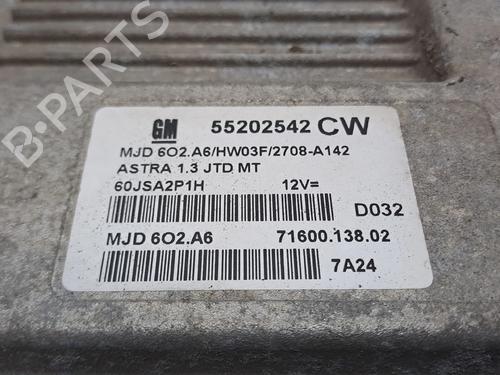 GM 55202542 CW
MJD 6O2.A6/HW03F/2708-A142
ASTRA 1.3 JTD MT
60JSA2P1H 12V=
D032
MJD 6O2.A6 71600.138.02
7A24
B-PARTS